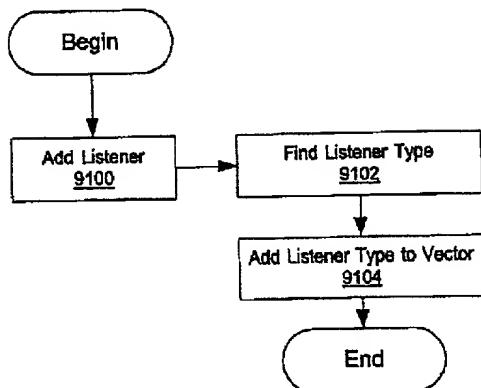 Begin
Add Listener
9100
Find Listener Type
9102
Add Listener Type to Vector
9104
End